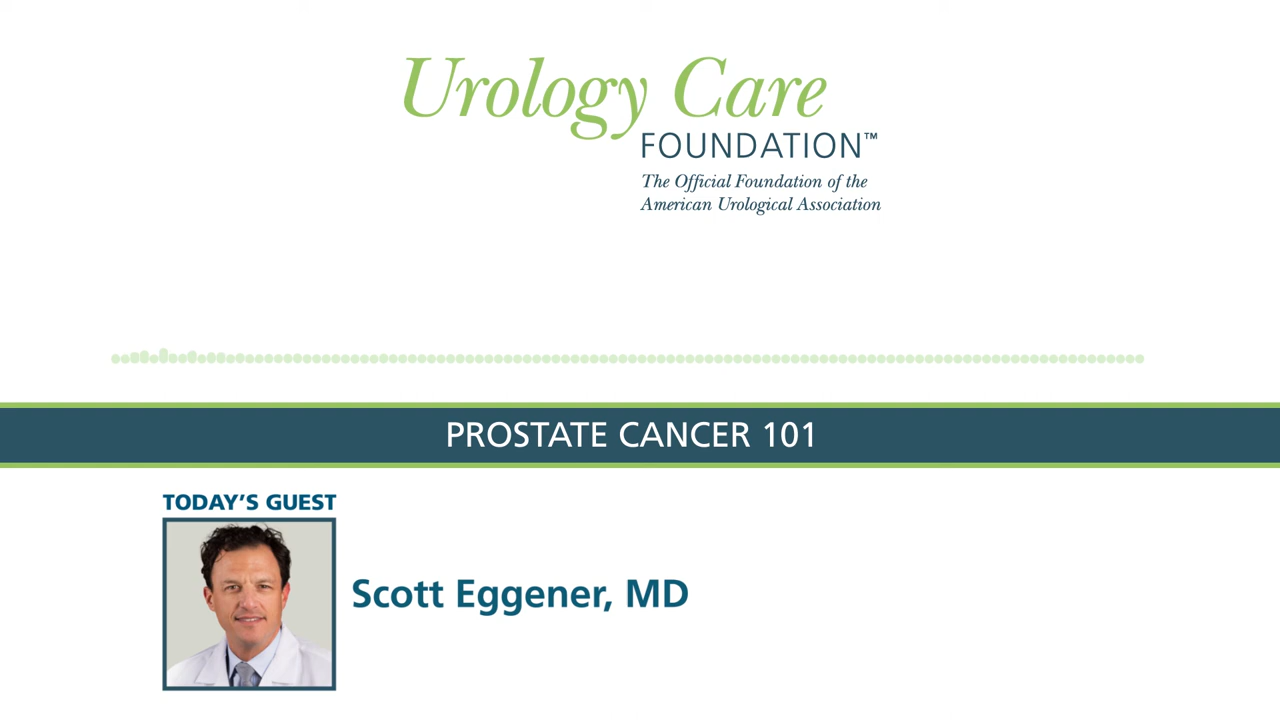 Urology Care
FOUNDATION™
The Official Foundation of the
American Urological Association
PROSTATE CANCER 101
TODAY'S GUEST
Scott Eggener, MD